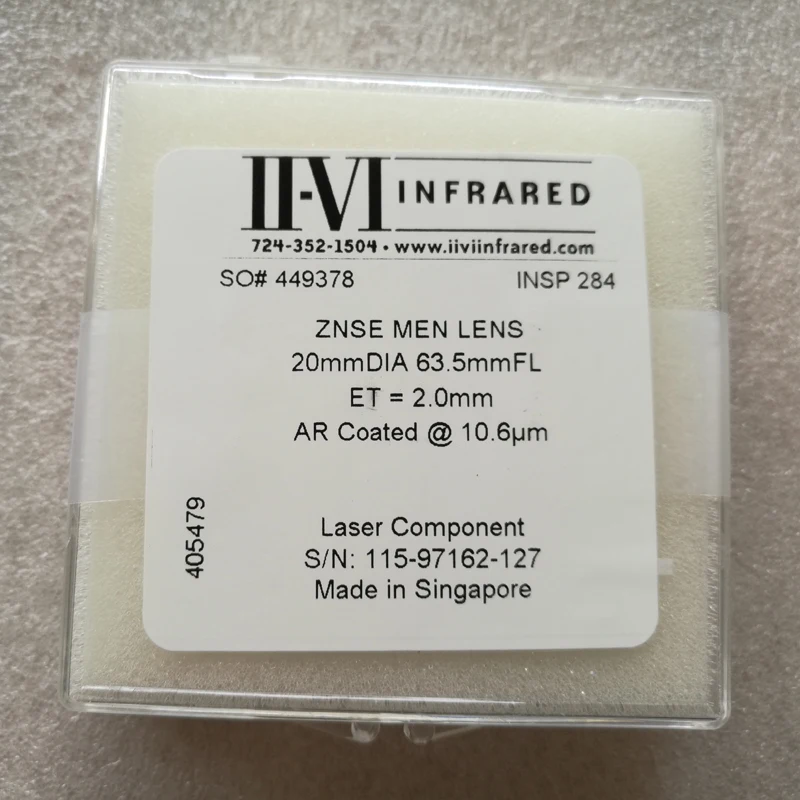 II-VI INFRARED
724-352-1504 • www.iiviinfrared.com
SO# 449378 INSP 284
ZNSE MEN LENS
20mmDIA 63.5mmFL
ET = 2.0mm
AR Coated @ 10.6µm
405479
Laser Component
S/N: 115-97162-127
Made in Singapore